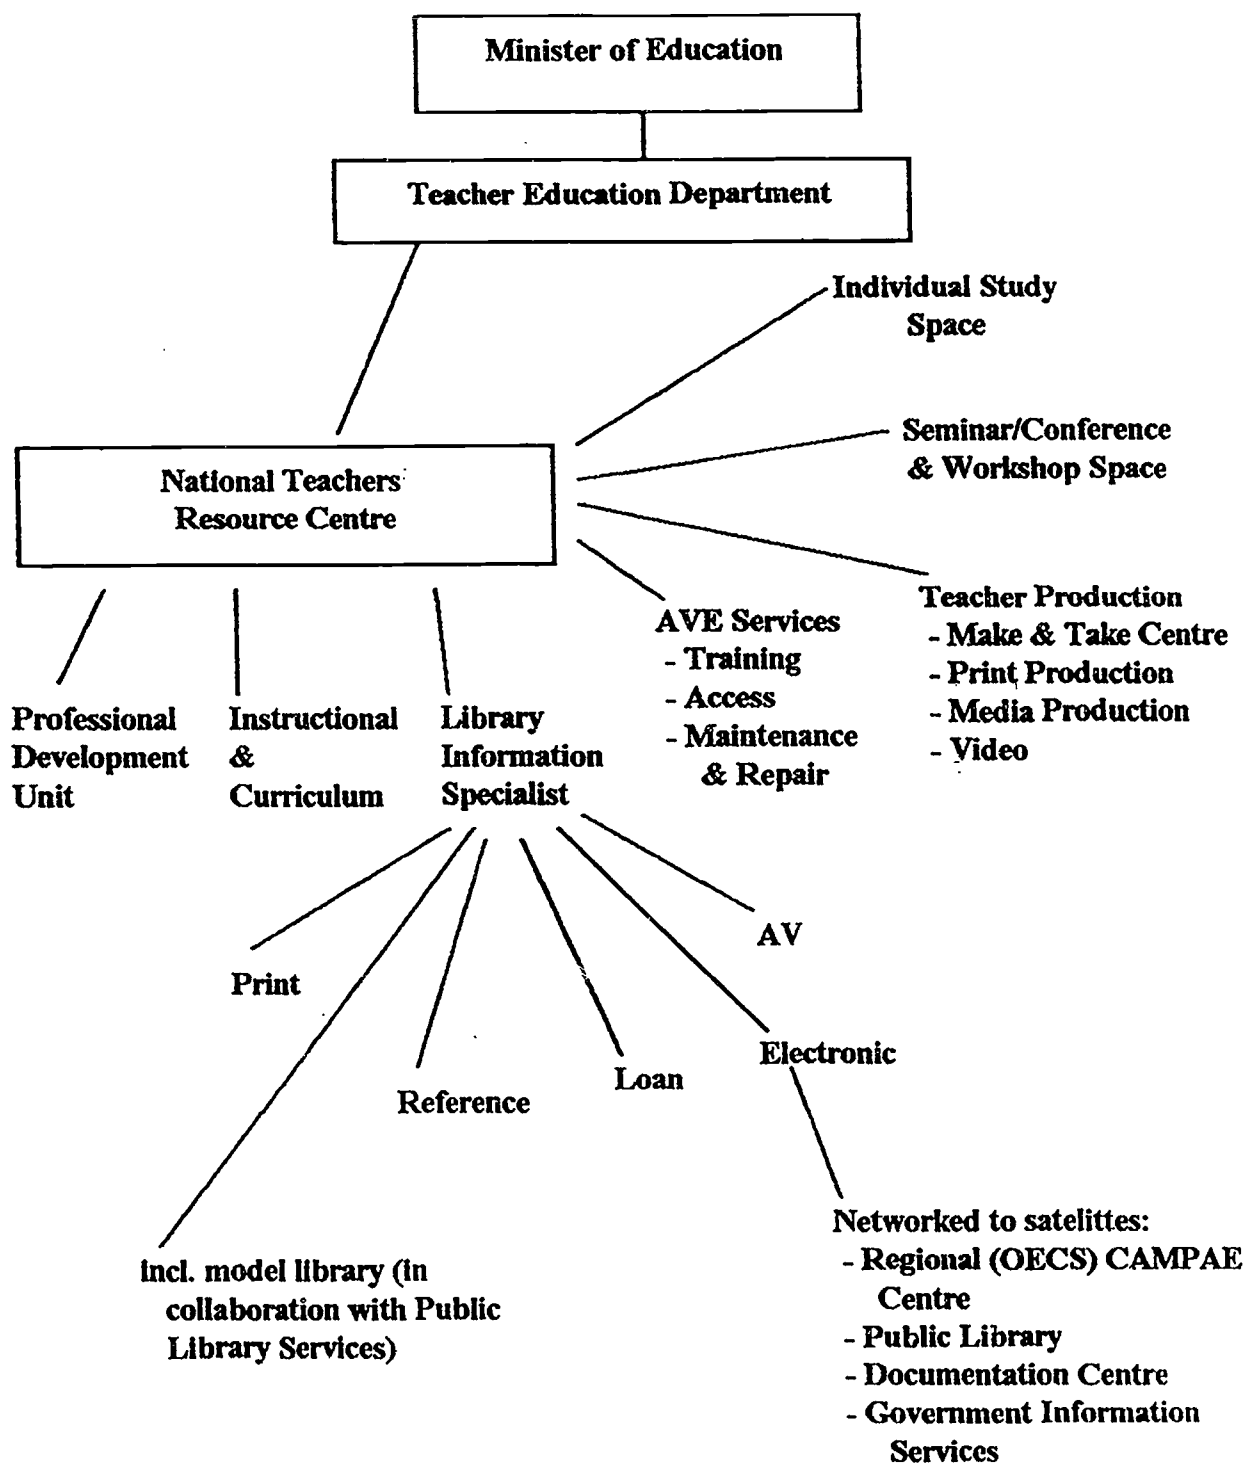 Minister of Education
Teacher Education Department
Individual Study
Space
Seminar/Conference
& Workshop Space
National Teachers
Resource Centre
Teacher Production
- Make & Take Centre
- Print Production
- Media Production
- Video
AVE Services
- Training
- Access
- Maintenance
& Repair
Professional
Development
Unit
Instructional
&
Curriculum
Library
Information
Specialist
Print
AV
Reference
Loan
Electronic
incl. model library (in
collaboration with Public
Library Services)
Networked to satelittes:
- Regional (OECS) CAMPAE
Centre
- Public Library
- Documentation Centre
- Government Information
Services